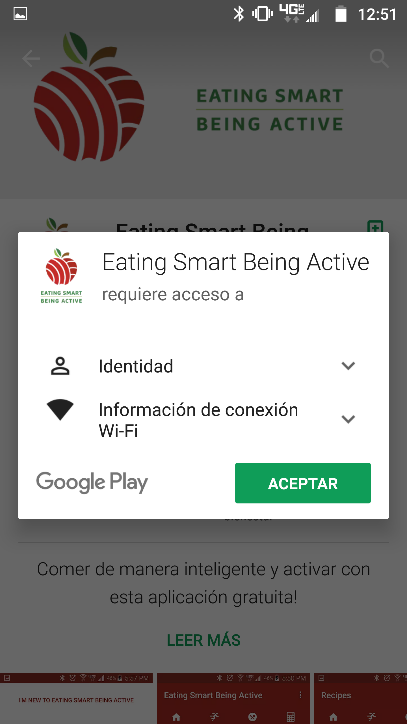 4G LTE 12:51
EATING SMART
BEING ACTIVE
Eating Smart Being
Eating Smart Being Active
EATING SMART
BEING ACTIVE
requiere acceso a
Identidad
Información de conexión
Wi-Fi
Google Play
ACEPTAR
Comer de manera inteligente y activar con
esta aplicación gratuita!
LEER MÁS
I'M NEW TO EATING SMART BEING ACTIVE
Eating Smart Being Active
Recipes